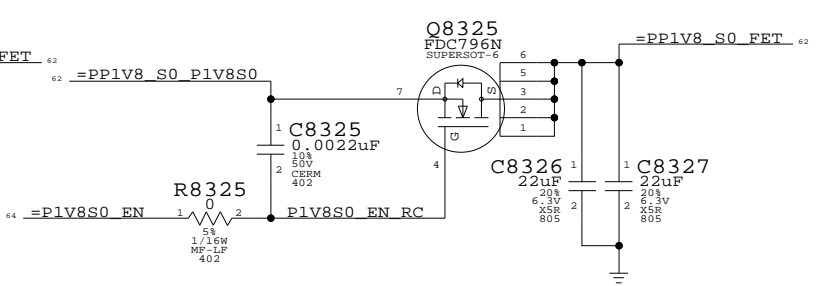 Q8325
FDC796N
SUPERSOT-6
=PP1V8_S0_FET 62
FET 62
62 =PP1V8_S0_P1V8S0
6
5
7 D S 3
2
G 1
1 C8325
0.0022uF
10%
50V
2 CERM
402
4
C8326 1
22uF
20%
6.3V 2
X5R
805
1 C8327
22uF
20%
2 6.3V
X5R
805
R8325
0
64 =P1V8S0_EN 1 2 P1V8S0_EN_RC
5%
1/16W
MF-LF
402